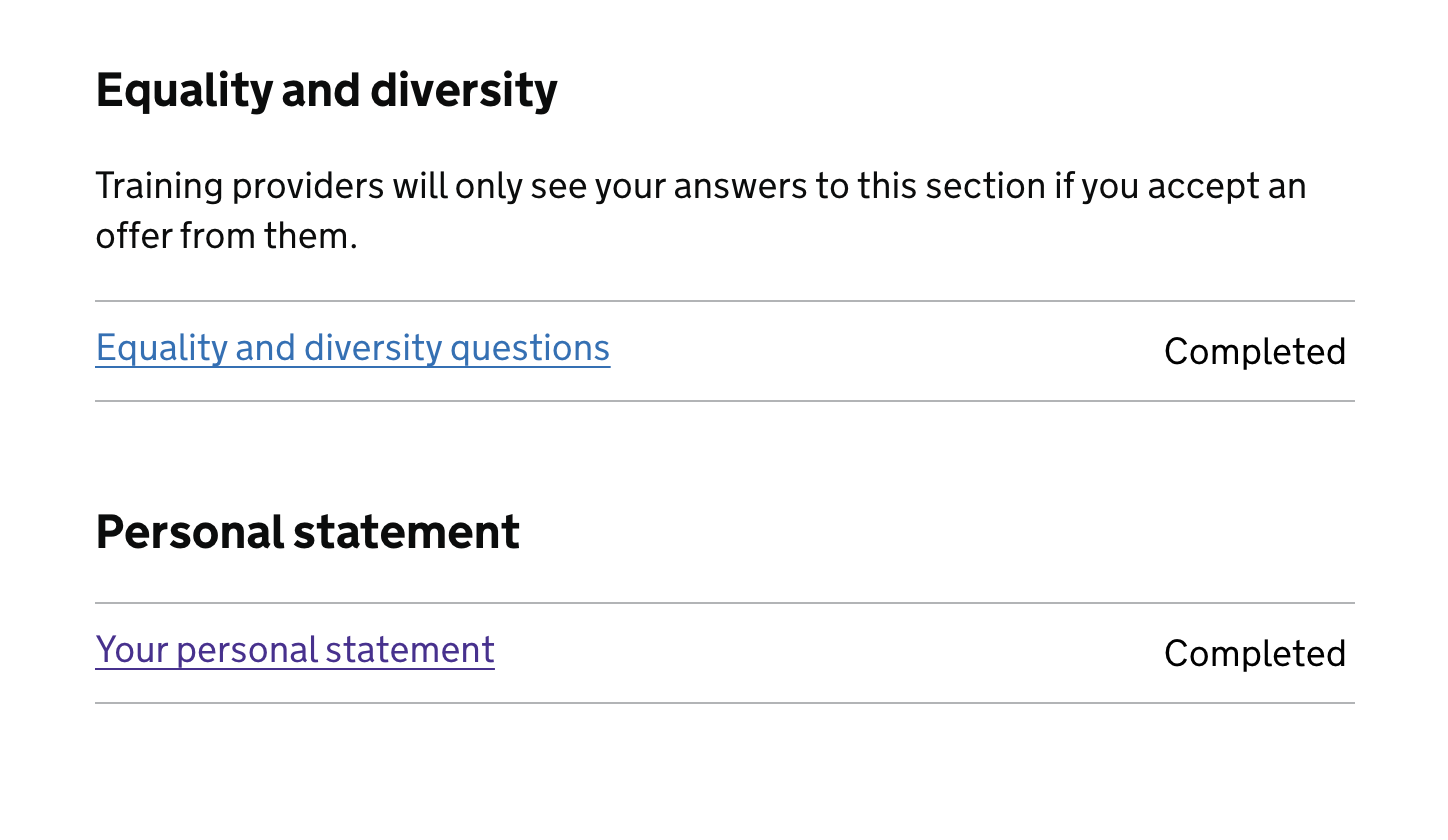 Equality and diversity
Training providers will only see your answers to this section if you accept an
offer from them.
Equality and diversity questions
Completed
Personal statement
Your personal statement
Completed